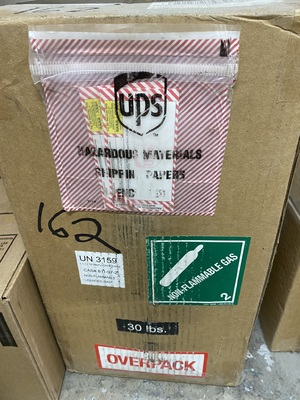 ups
HAZARDOUS MATERIALS
SHIPPING PAPERS
162
UN 3159
NON-FLAMMABLE GAS
2
30 lbs.
OVERPACK